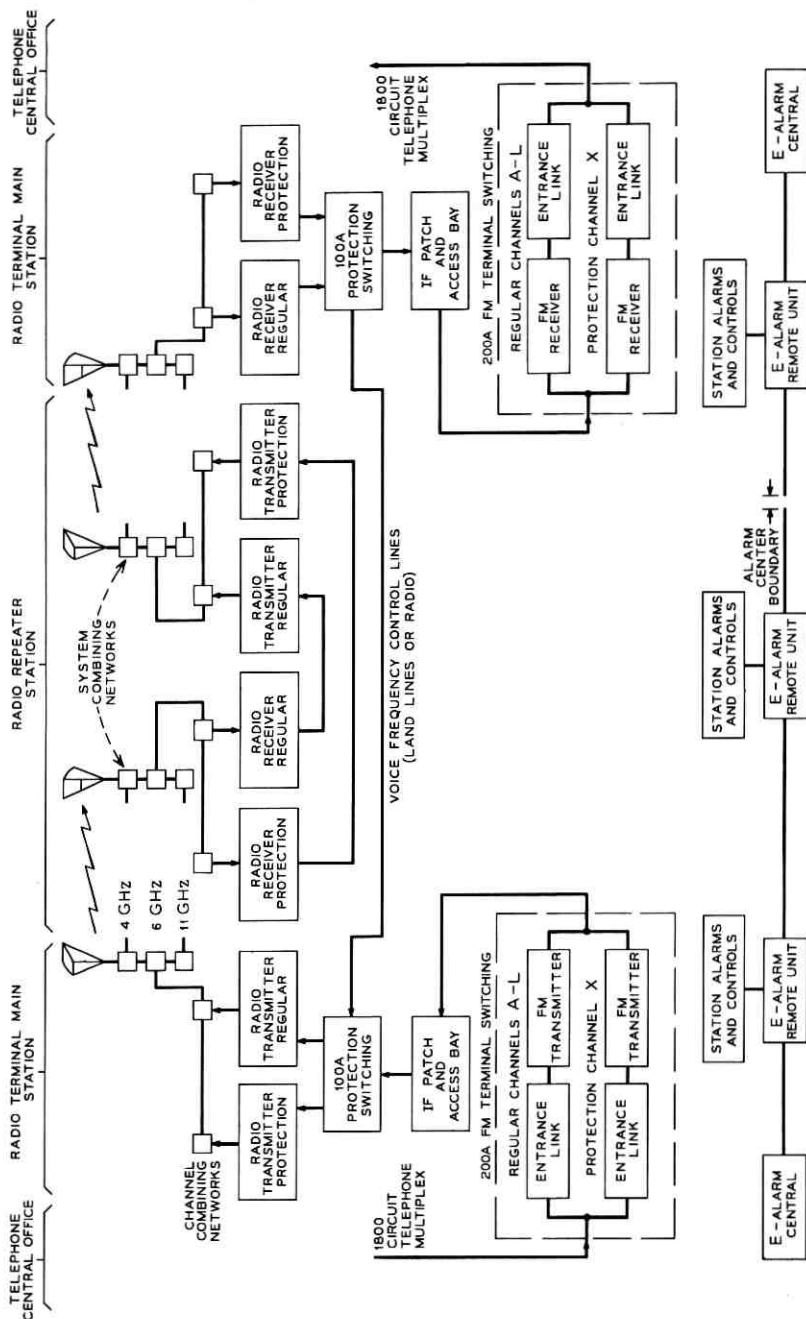 TELEPHONE
CENTRAL OFFICE
RADIO TERMINAL MAIN
STATION
RADIO REPEATER
STATION
RADIO TERMINAL MAIN
STATION
TELEPHONE
CENTRAL OFFICE
4 GHz
6 GHz
11 GHz
SYSTEM
COMBINING
NETWORKS
CHANNEL
COMBINING
NETWORKS
RADIO
TRANSMITTER
PROTECTION
RADIO
TRANSMITTER
REGULAR
RADIO
RECEIVER
PROTECTION
RADIO
RECEIVER
REGULAR
RADIO
TRANSMITTER
REGULAR
RADIO
TRANSMITTER
PROTECTION
RADIO
RECEIVER
REGULAR
RADIO
RECEIVER
PROTECTION
100A
PROTECTION
SWITCHING
VOICE FREQUENCY CONTROL LINES
(LAND LINES OR RADIO)
100A
PROTECTION
SWITCHING
1800
CIRCUIT
TELEPHONE
MULTIPLEX
IF PATCH
AND
ACCESS BAY
IF PATCH
AND
ACCESS BAY
1800
CIRCUIT
TELEPHONE
MULTIPLEX
200A FM TERMINAL SWITCHING
REGULAR CHANNELS A-L
ENTRANCE
LINK
FM
TRANSMITTER
PROTECTION CHANNEL X
ENTRANCE
LINK
FM
TRANSMITTER
200A FM TERMINAL SWITCHING
REGULAR CHANNELS A-L
FM
RECEIVER
ENTRANCE
LINK
PROTECTION CHANNEL X
FM
RECEIVER
ENTRANCE
LINK
STATION ALARMS
AND CONTROLS
STATION ALARMS
AND CONTROLS
ALARM
CENTER
BOUNDARY
STATION ALARMS
AND CONTROLS
E-ALARM
CENTRAL
E-ALARM
REMOTE UNIT
E-ALARM
REMOTE UNIT
E-ALARM
REMOTE UNIT
E-ALARM
CENTRAL